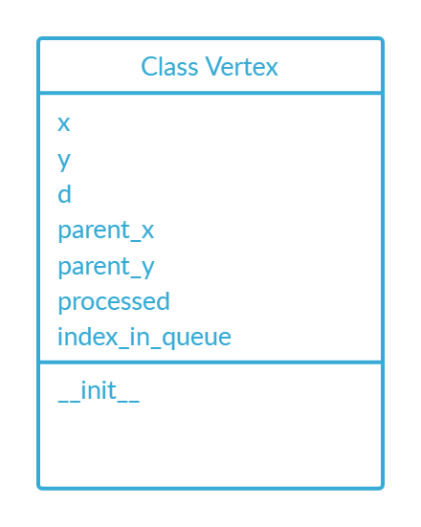 Class Vertex
x
y
d
parent_x
parent_y
processed
index_in_queue
__init__